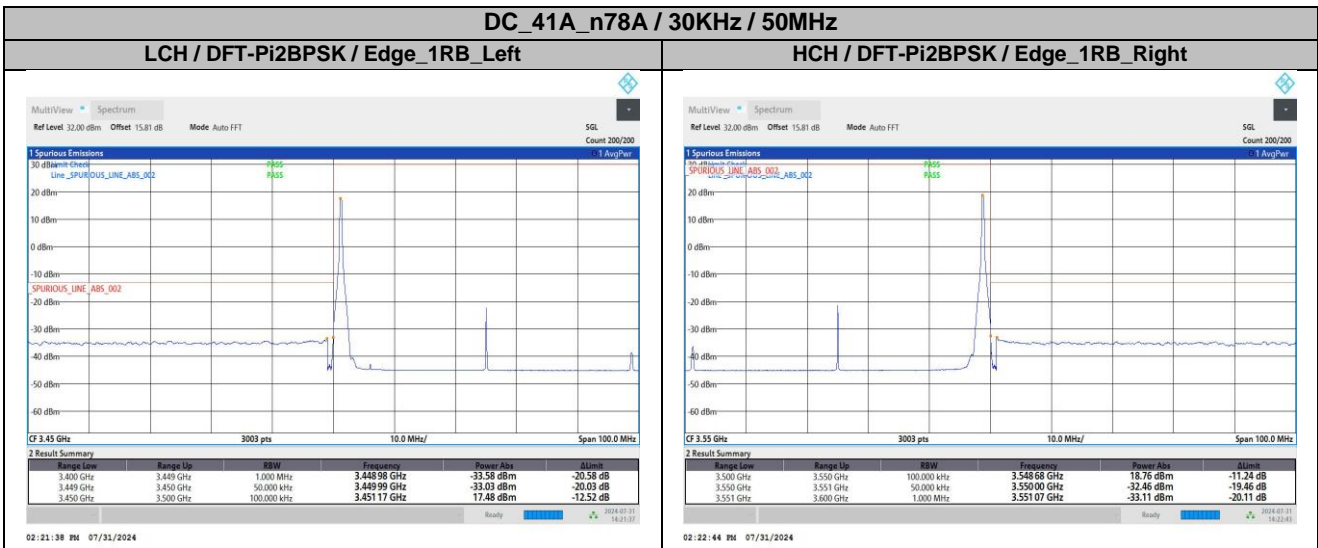 DC_41A_n78A / 30KHz / 50MHz
LCH / DFT-Pi2BPSK / Edge_1RB_Left
HCH / DFT-Pi2BPSK / Edge_1RB_Right
MultiView Spectrum
Ref Level 32.00 dBm Offset 15.81 dB Mode Auto FFT SGL
Count 200/200
1 Spurious Emissions 1 AvgPwr
30 dBm Limit Check PASS
Line _SPURIOUS_LINE_ABS_002 PASS
20 dBm
10 dBm
0 dBm
-10 dBm
_SPURIOUS_LINE_ABS_002
-20 dBm
-30 dBm
-40 dBm
-50 dBm
-60 dBm
CF 3.45 GHz 3003 pts 10.0 MHz/ Span 100.0 MHz
2 Result Summary
Range Low Range Up RBW Frequency Power Abs ΔLimit
3.400 GHz 3.449 GHz 1.000 MHz 3.448 98 GHz -33.58 dBm -20.58 dB
3.449 GHz 3.450 GHz 50.000 kHz 3.449 99 GHz -33.03 dBm -20.03 dB
3.450 GHz 3.500 GHz 100.000 kHz 3.451 17 GHz 17.48 dBm -12.52 dB
Ready 2024-07-31
14:21:37
02:21:38 PM 07/31/2024
MultiView Spectrum
Ref Level 32.00 dBm Offset 15.81 dB Mode Auto FFT SGL
Count 200/200
1 Spurious Emissions 1 AvgPwr
PASS
_SPURIOUS_LINE_ABS_002 PASS
20 dBm
10 dBm
0 dBm
-10 dBm
-20 dBm
-30 dBm
-40 dBm
-50 dBm
-60 dBm
CF 3.55 GHz 3003 pts 10.0 MHz/ Span 100.0 MHz
2 Result Summary
Range Low Range Up RBW Frequency Power Abs ΔLimit
3.500 GHz 3.550 GHz 100.000 kHz 3.548 68 GHz 18.76 dBm -11.24 dB
3.550 GHz 3.551 GHz 50.000 kHz 3.550 00 GHz -32.46 dBm -19.46 dB
3.551 GHz 3.600 GHz 1.000 MHz 3.551 07 GHz -33.11 dBm -20.11 dB
Ready 2024-07-31
14:22:43
02:22:44 PM 07/31/2024